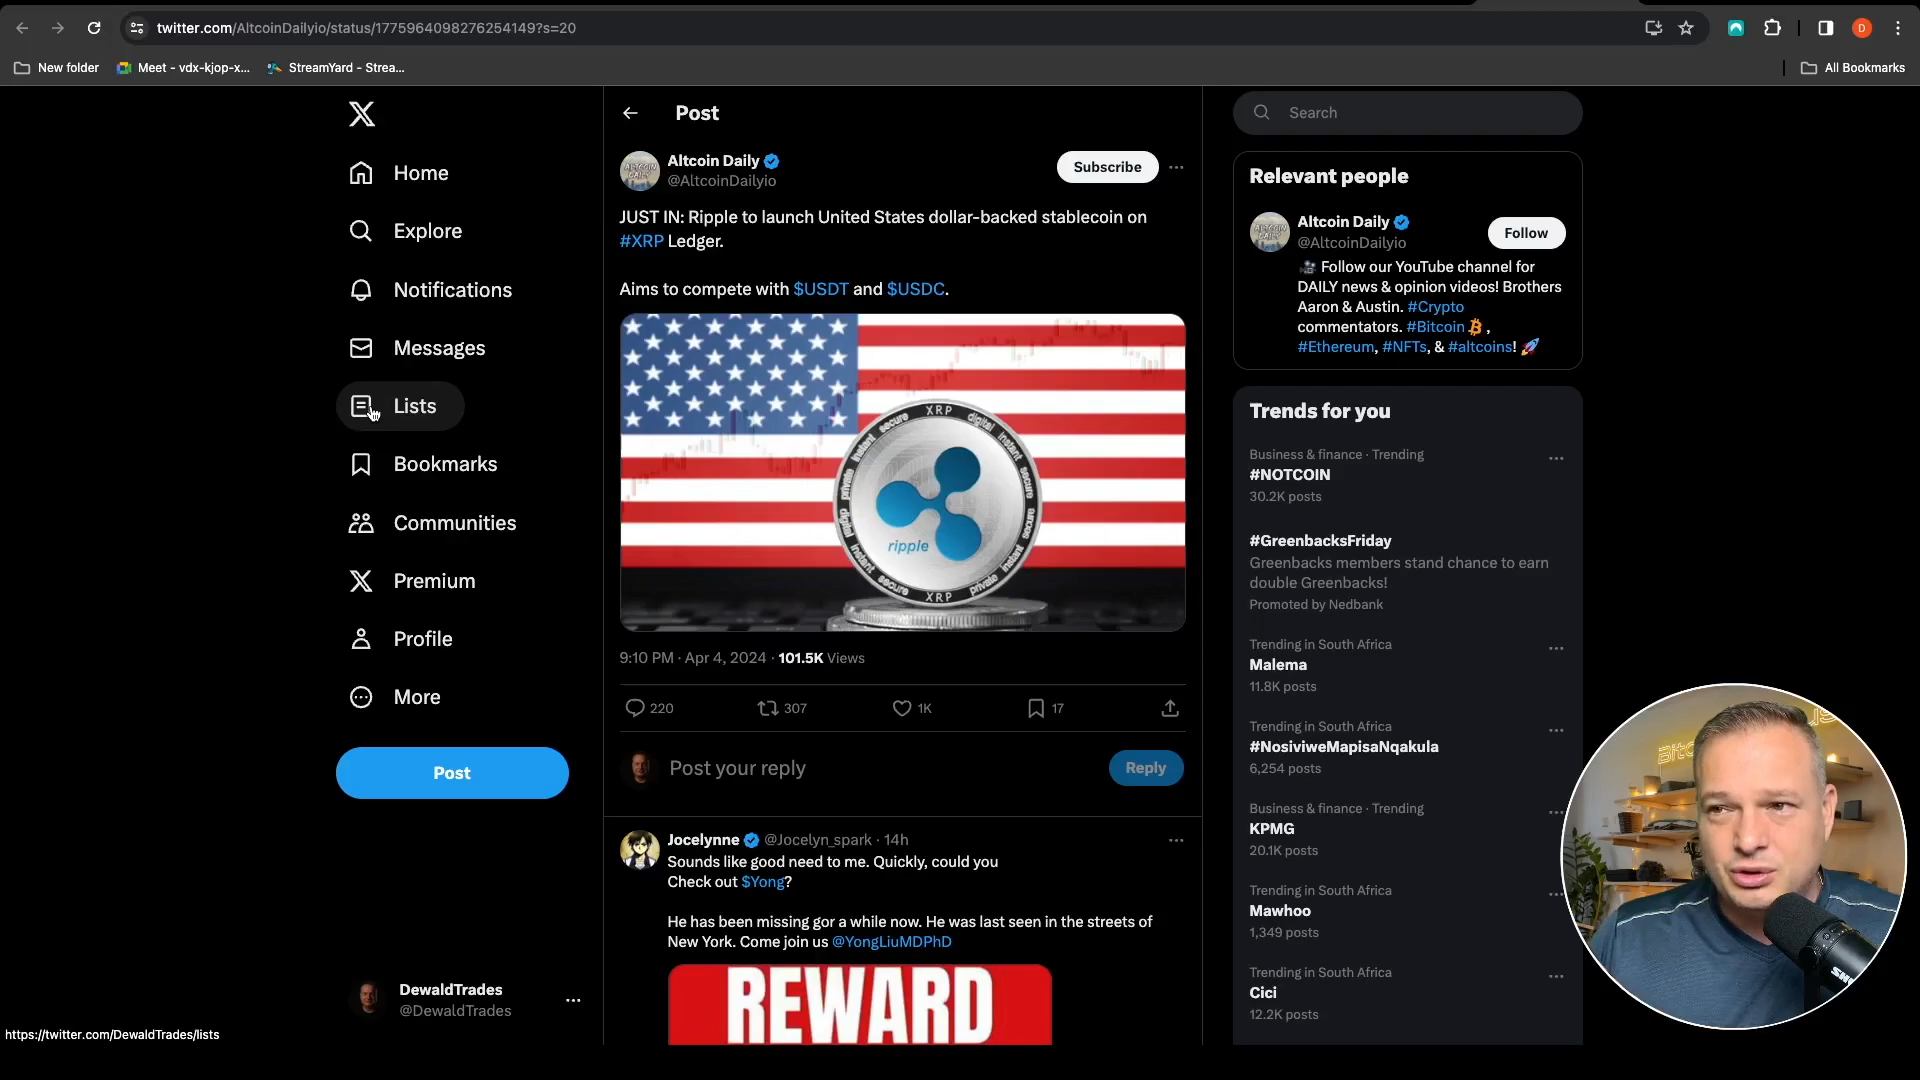 twitter.com/AltcoinDailyio/status/1775964098276254149?s=20
New folder
Meet - vdx-kjop-x...
StreamYard - Strea...
All Bookmarks
D
Home
Explore
Notifications
Messages
Lists
Bookmarks
Communities
Premium
Profile
More
Post
DewaldTrades
@DewaldTrades
https://twitter.com/DewaldTrades/lists
Post
Altcoin Daily
@AltcoinDailyio
Subscribe
JUST IN: Ripple to launch United States dollar-backed stablecoin on
#XRP Ledger.
Aims to compete with $USDT and $USDC.
XRP
digital
instant
secure
private
ripple
XRP
9:10 PM · Apr 4, 2024 · 101.5K Views
220
307
1K
17
Post your reply
Reply
Jocelynne @Jocelyn_spark · 14h
Sounds like good need to me. Quickly, could you
Check out $Yong?
He has been missing gor a while now. He was last seen in the streets of
New York. Come join us @YongLiuMDPhD
REWARD
Search
Relevant people
Altcoin Daily
@AltcoinDailyio
Follow
Follow our YouTube channel for
DAILY news & opinion videos! Brothers
Aaron & Austin. #Crypto
commentators. #Bitcoin ,
#Ethereum, #NFTs, & #altcoins!
Trends for you
Business & finance · Trending
#NOTCOIN
30.2K posts
#GreenbacksFriday
Greenbacks members stand chance to earn
double Greenbacks!
Promoted by Nedbank
Trending in South Africa
Malema
11.8K posts
Trending in South Africa
#NosiviweMapisaNqakula
6,254 posts
Business & finance · Trending
KPMG
20.1K posts
Trending in South Africa
Mawhoo
1,349 posts
Trending in South Africa
Cici
12.2K posts